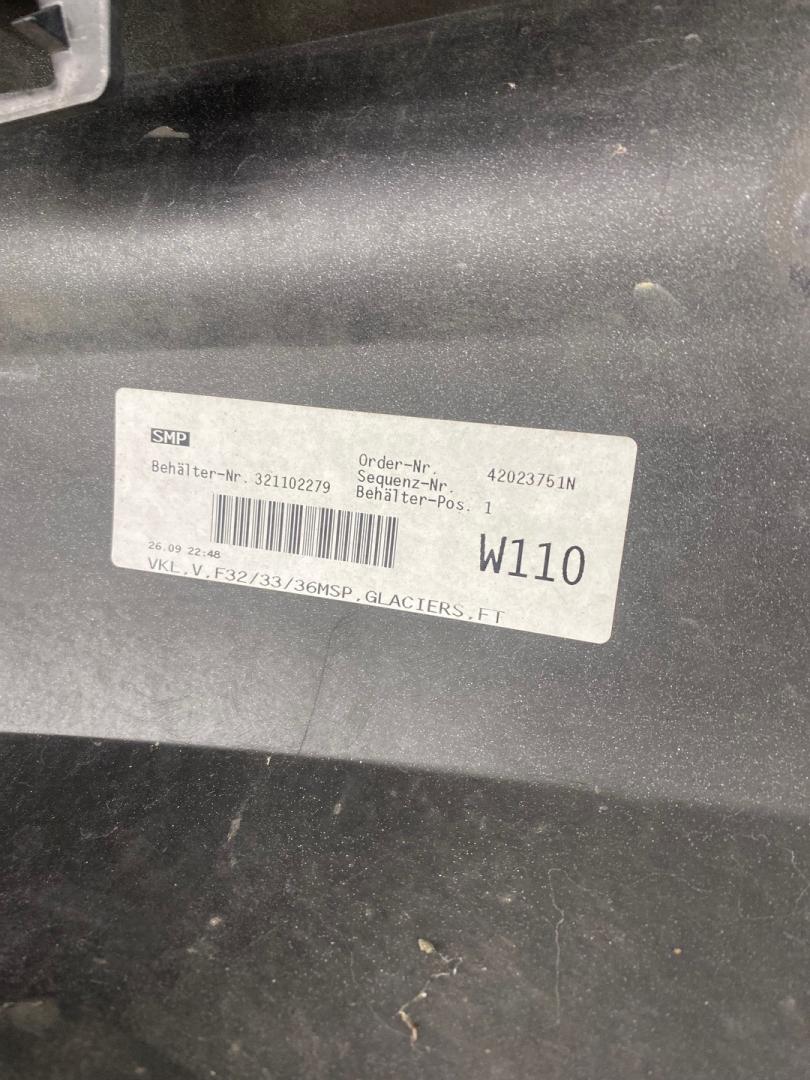 SMP
Behälter-Nr. 321102279
Order-Nr. 42023751N
Sequenz-Nr.
Behälter-Pos. 1
26.09 22:48
W110
VKL.V.F32/33/36MSP.GLACIERS.FT